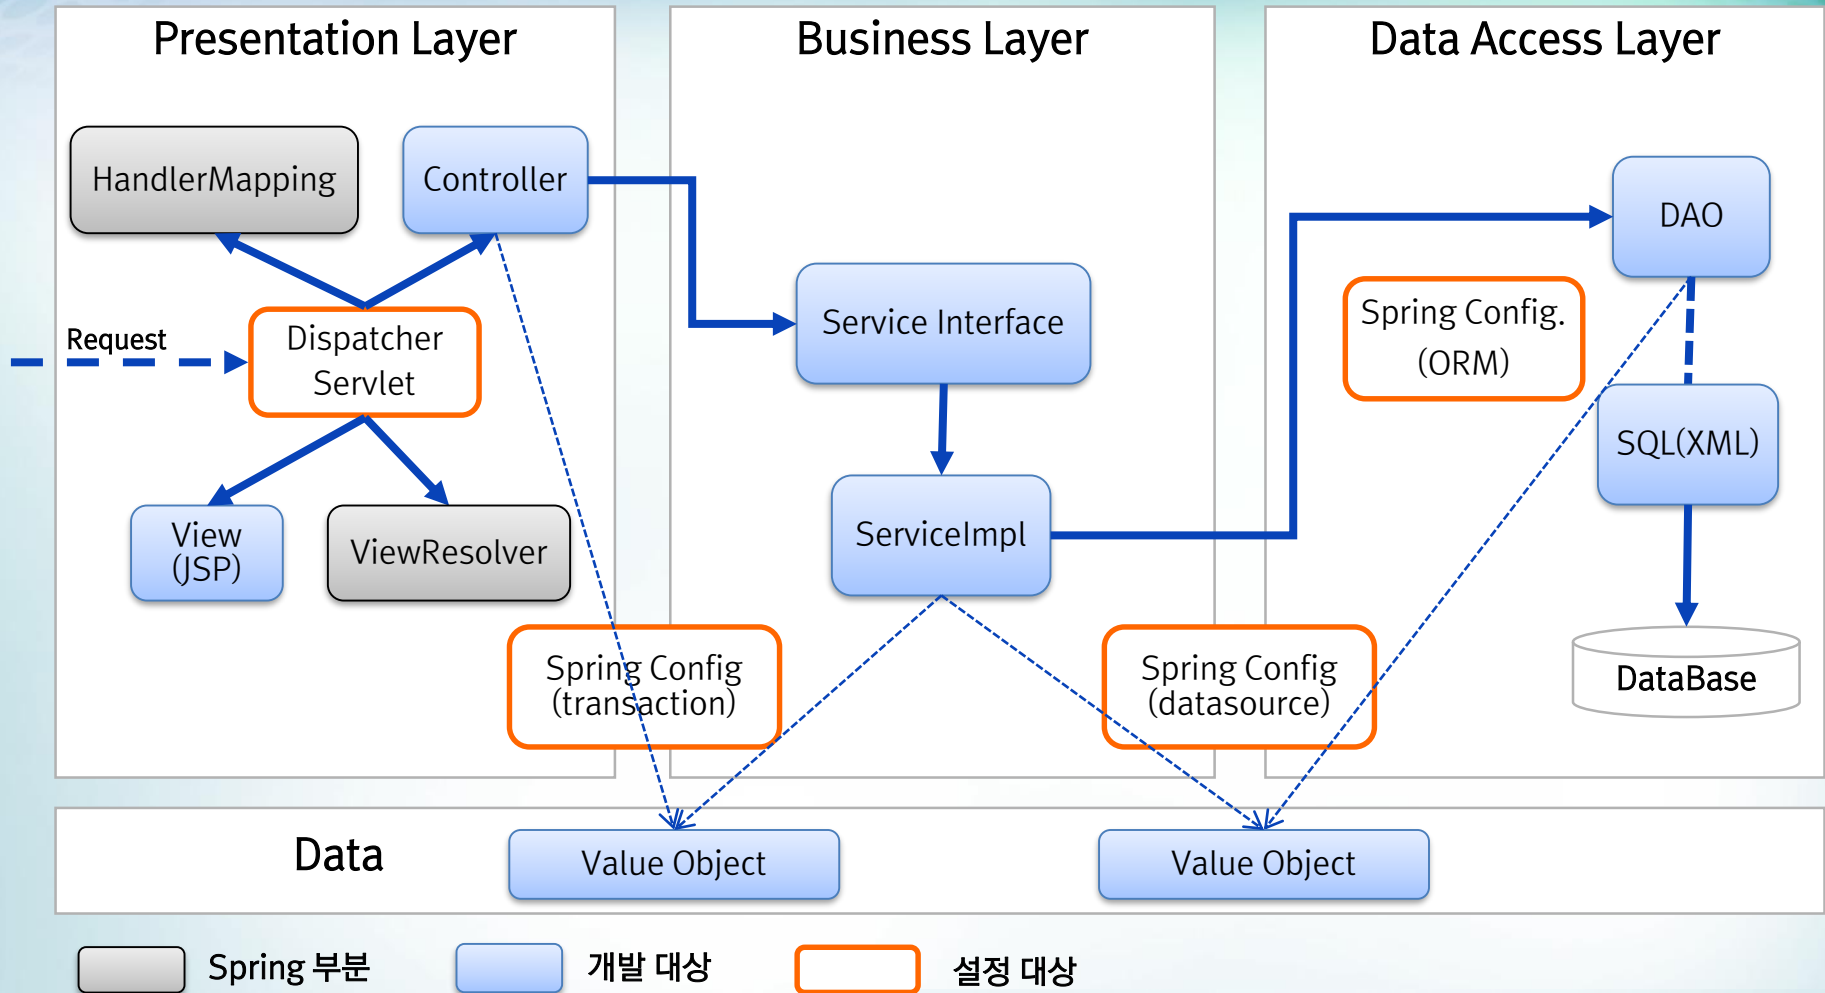 Presentation Layer
Business Layer
Data Access Layer
HandlerMapping
Controller
DAO
Request
Dispatcher
Servlet
Service Interface
Spring Config.
(ORM)
SQL(XML)
View
(JSP)
ViewResolver
ServiceImpl
Spring Config
(transaction)
Spring Config
(datasource)
DataBase
Data
Value Object
Value Object
Spring 부분
개발 대상
설정 대상